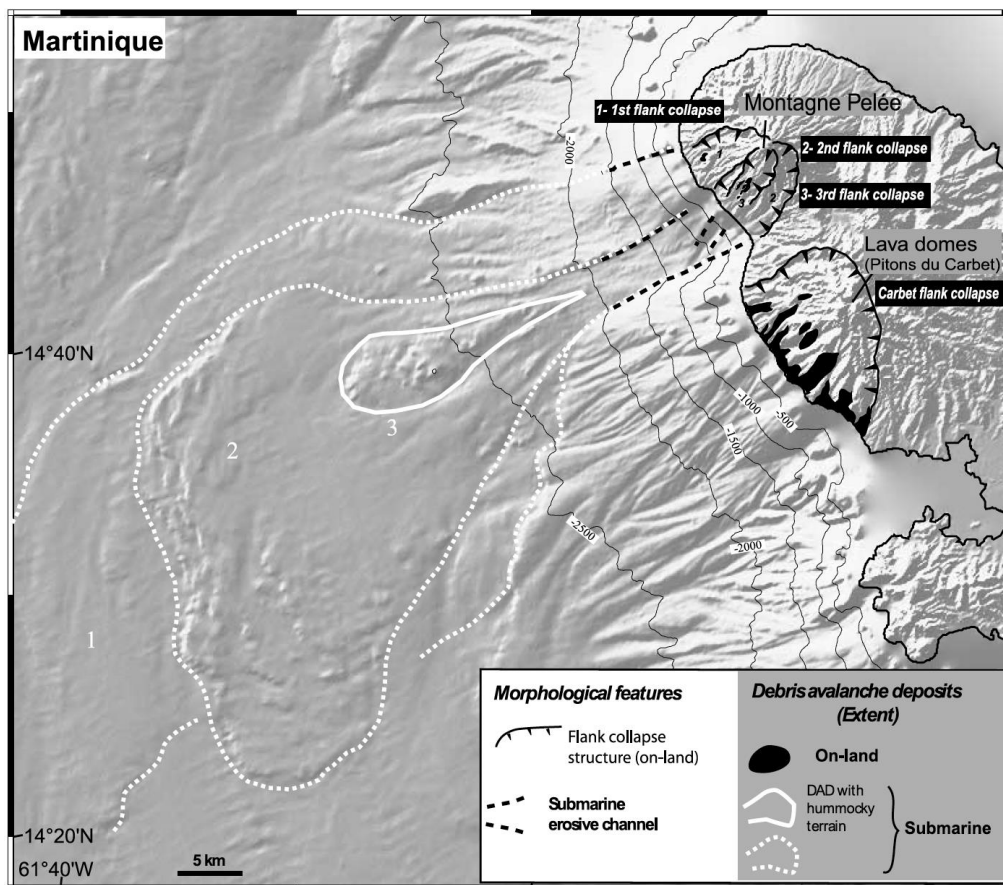 Martinique
1- 1st flank collapse
Montagne Pelée
2- 2nd flank collapse
3- 3rd flank collapse
1
2
3
Lava domes
(Pitons du Carbet)
Carbet flank collapse
-2000
14°40'N
-1000
-500
-1500
3
2
-2500
-2000
1
14°20'N
61°40'W
5 km
Morphological features
Flank collapse
structure (on-land)
Submarine
erosive channel
Debris avalanche deposits
(Extent)
On-land
DAD with
hummocky
terrain
Submarine